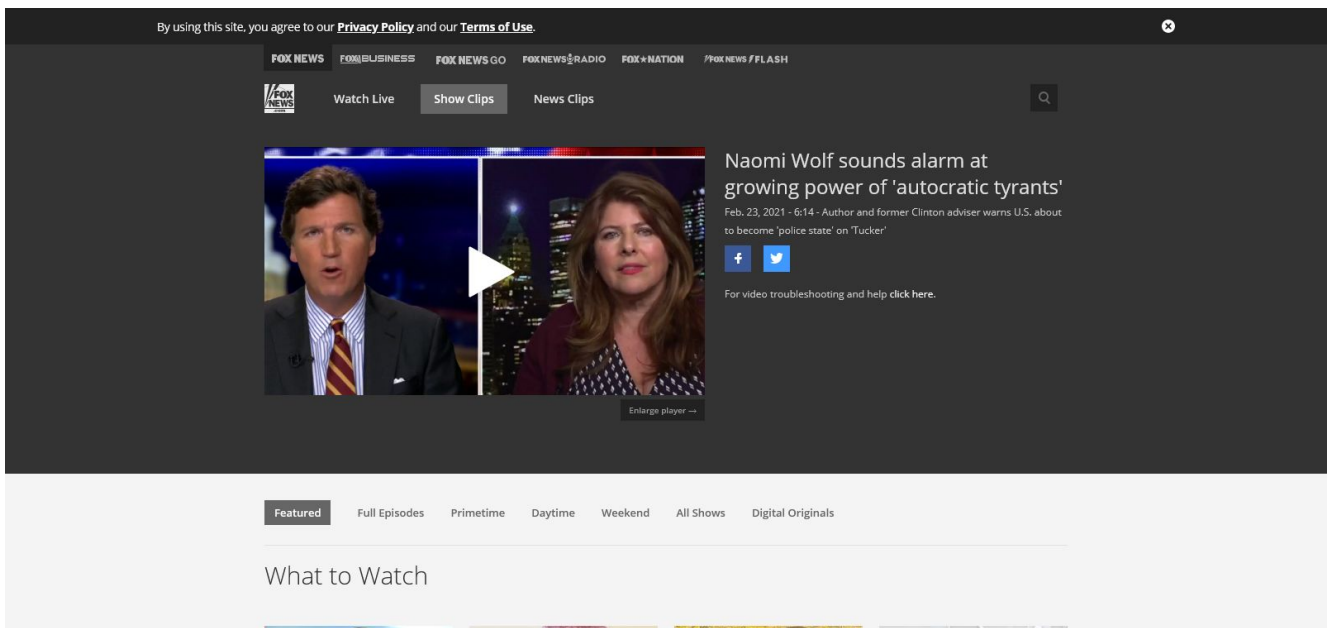 By using this site, you agree to our Privacy Policy and our Terms of Use.
FOX NEWS FOX BUSINESS FOX NEWS GO FOX NEWS RADIO FOX NATION FOX NEWS FLASH
FOX NEWS Watch Live Show Clips News Clips
Naomi Wolf sounds alarm at
growing power of 'autocratic tyrants'
Feb. 23, 2021 - 6:14 - Author and former Clinton adviser warns U.S. about
to become 'police state' on 'Tucker'
For video troubleshooting and help click here.
Enlarge player →
Featured Full Episodes Primetime Daytime Weekend All Shows Digital Originals
What to Watch